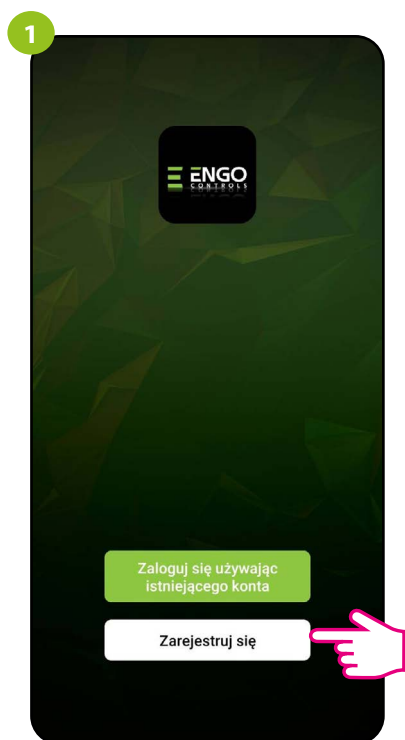 1
ENGO
CONTROLS
Zaloguj się używając
istniejącego konta
Zarejestruj się